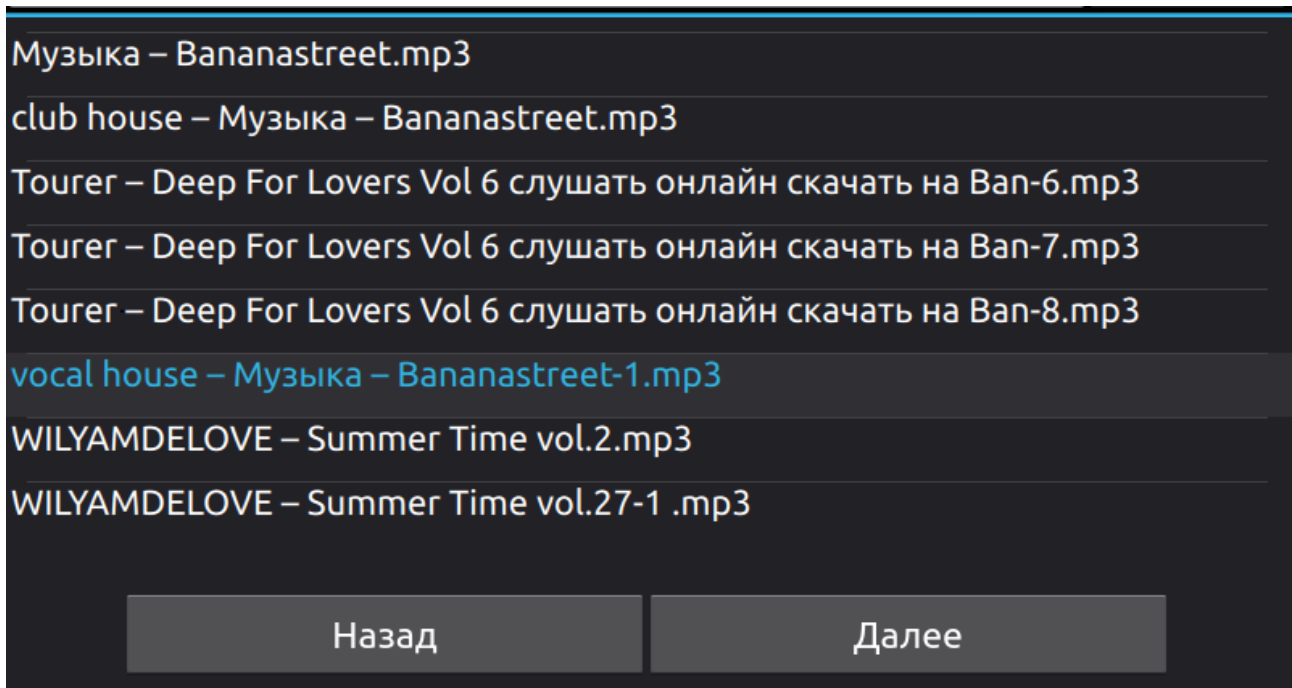 Музыка – Bananastreet.mp3
club house – Музыка – Bananastreet.mp3
Tourer – Deep For Lovers Vol 6 слушать онлайн скачать на Ban-6.mp3
Tourer – Deep For Lovers Vol 6 слушать онлайн скачать на Ban-7.mp3
Tourer – Deep For Lovers Vol 6 слушать онлайн скачать на Ban-8.mp3
vocal house – Музыка – Bananastreet-1.mp3
WILYAMDELOVE – Summer Time vol.2.mp3
WILYAMDELOVE – Summer Time vol.27-1 .mp3
Назад
Далее